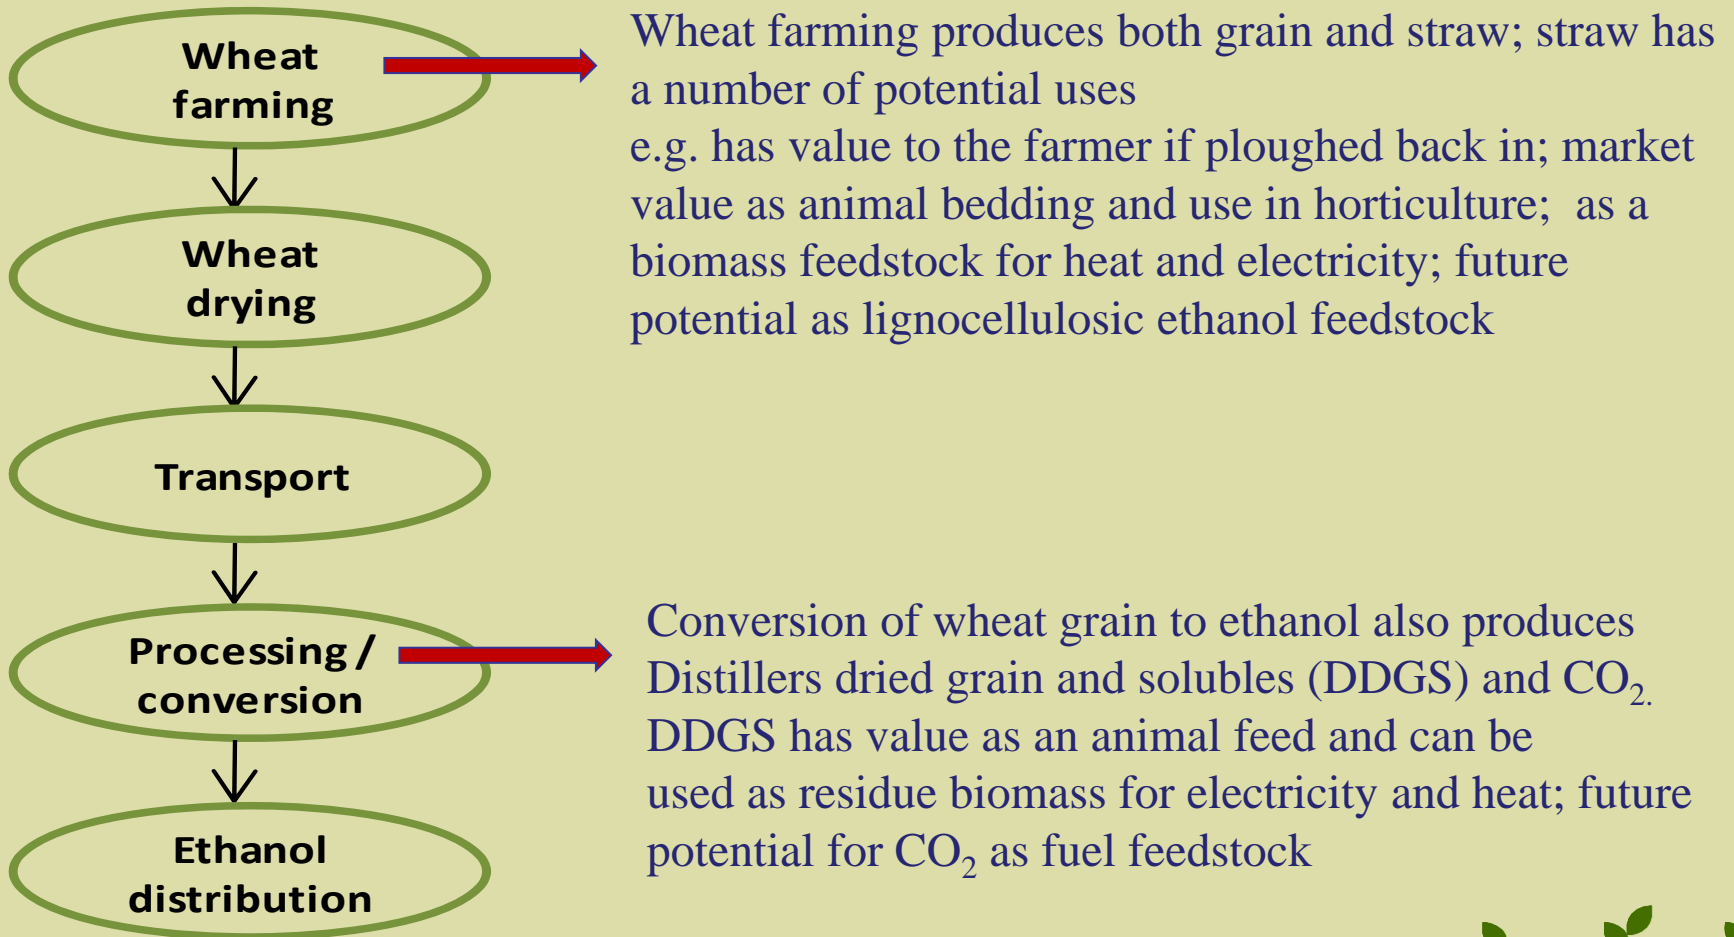 Wheat
farming
Wheat farming produces both grain and straw; straw has
a number of potential uses
e.g. has value to the farmer if ploughed back in; market
value as animal bedding and use in horticulture;  as a
biomass feedstock for heat and electricity; future
potential as lignocellulosic ethanol feedstock
Wheat
drying
Transport
Processing /
conversion
Conversion of wheat grain to ethanol also produces
Distillers dried grain and solubles (DDGS) and CO₂.
DDGS has value as an animal feed and can be
used as residue biomass for electricity and heat; future
potential for CO₂ as fuel feedstock
Ethanol
distribution